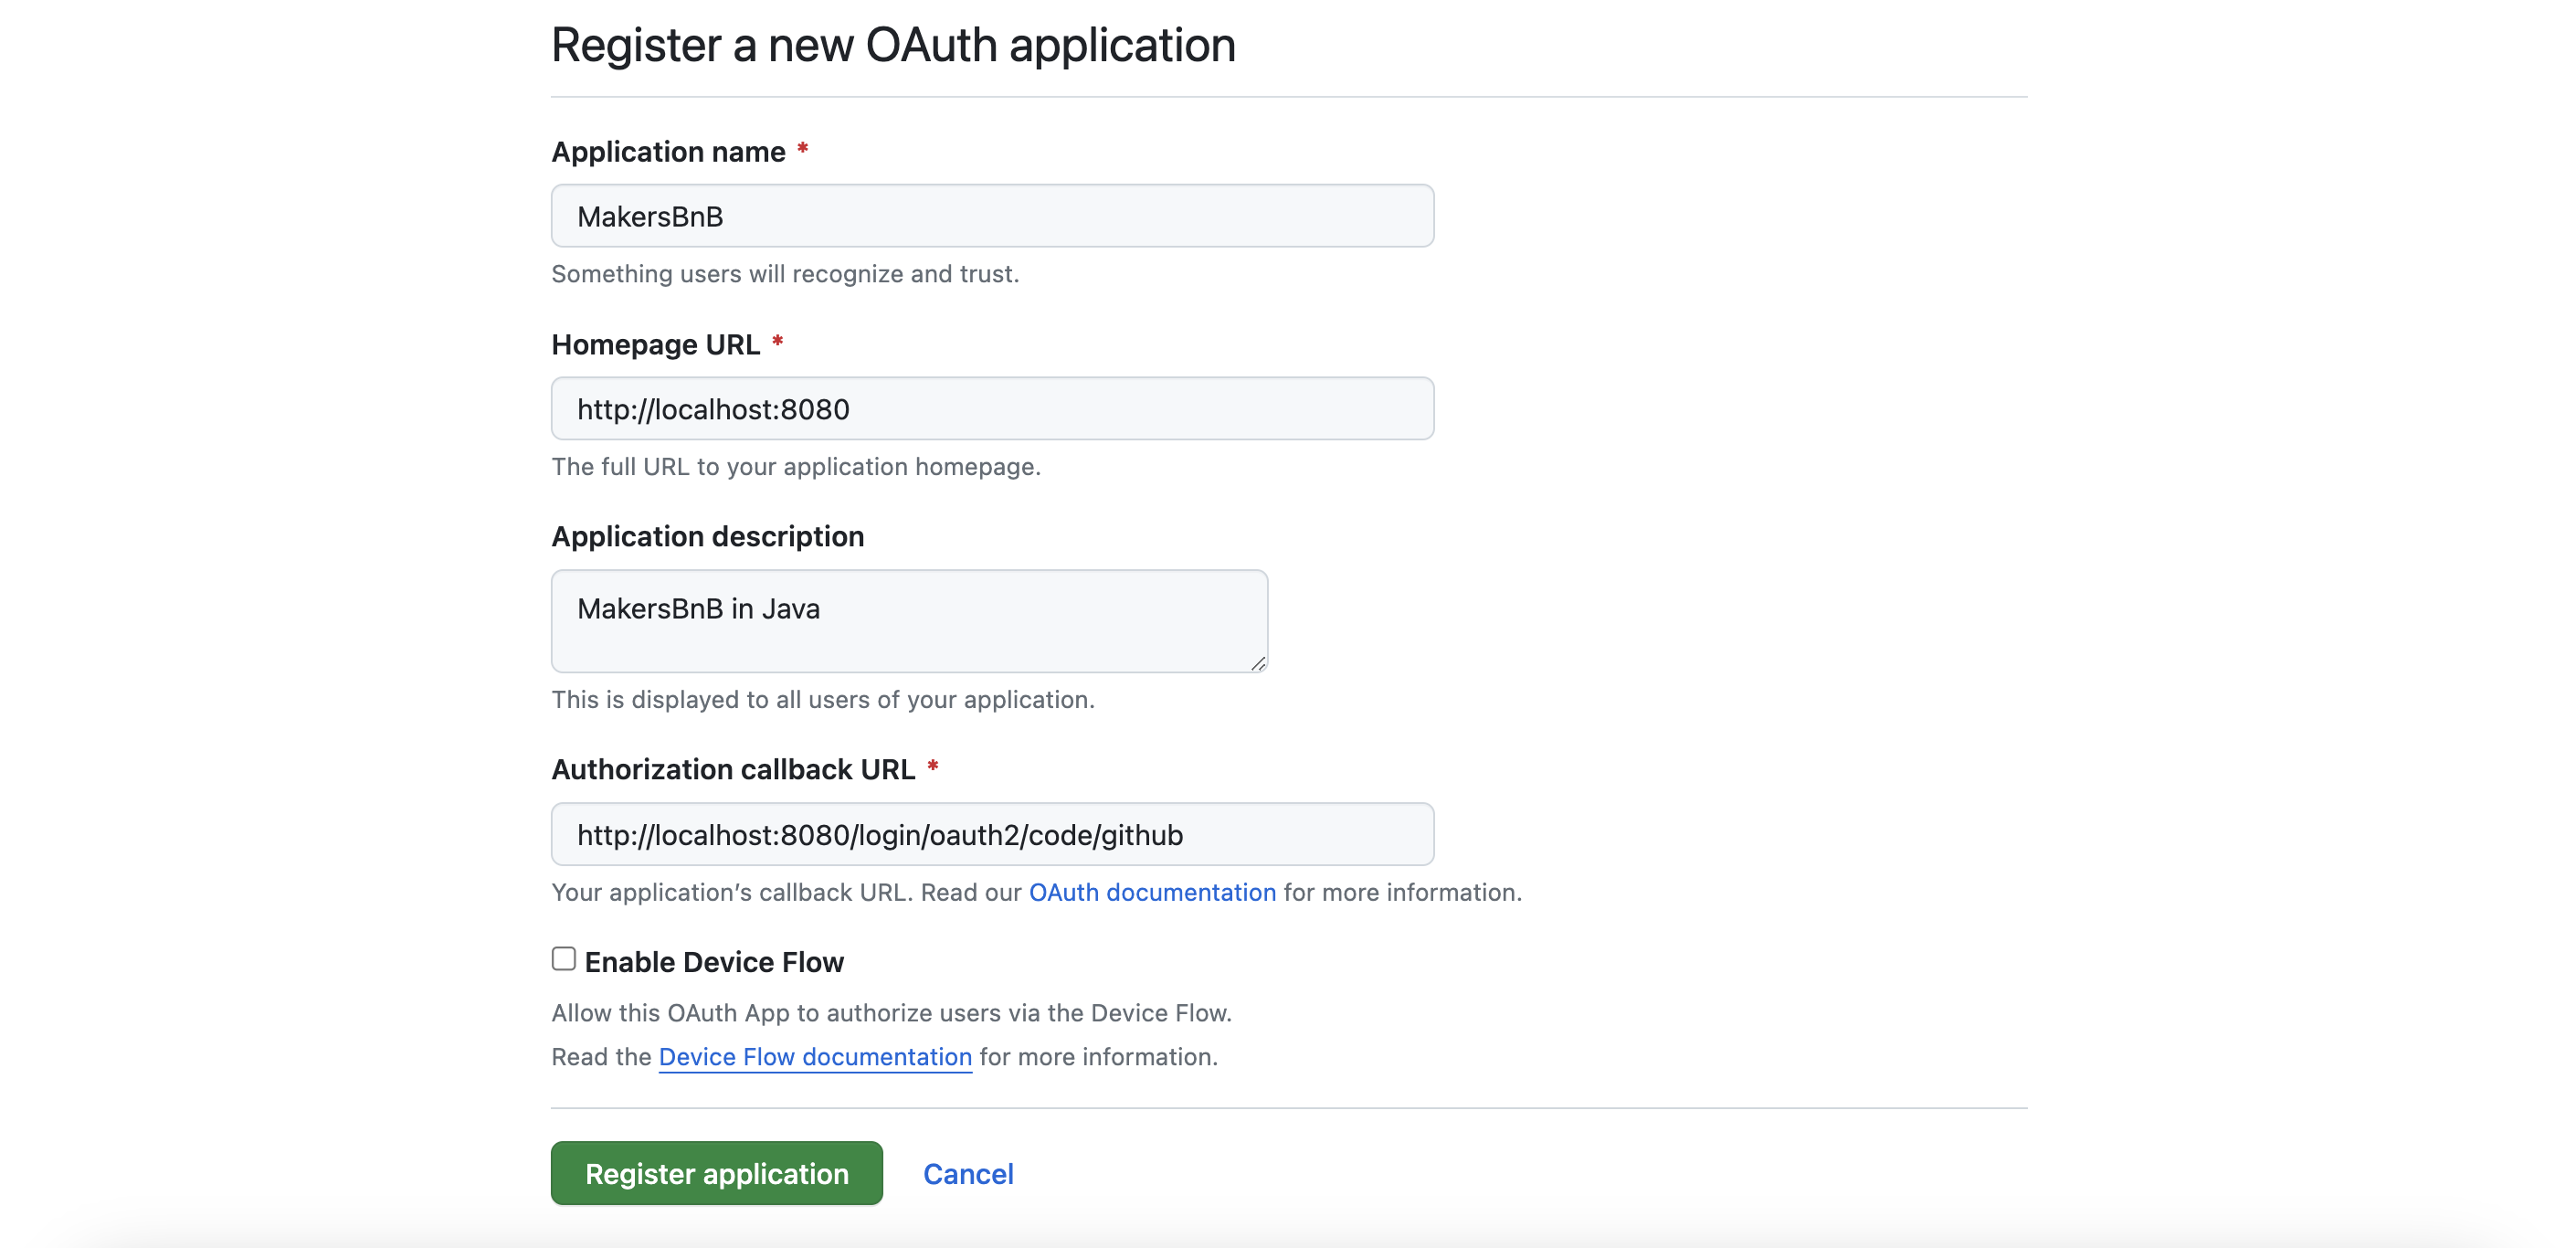 Register a new OAuth application
Application name *
MakersBnB
Something users will recognize and trust.
Homepage URL *
http://localhost:8080
The full URL to your application homepage.
Application description
MakersBnB in Java
This is displayed to all users of your application.
Authorization callback URL *
http://localhost:8080/login/oauth2/code/github
Your application’s callback URL. Read our OAuth documentation for more information.
Enable Device Flow
Allow this OAuth App to authorize users via the Device Flow.
Read the Device Flow documentation for more information.
Register application Cancel